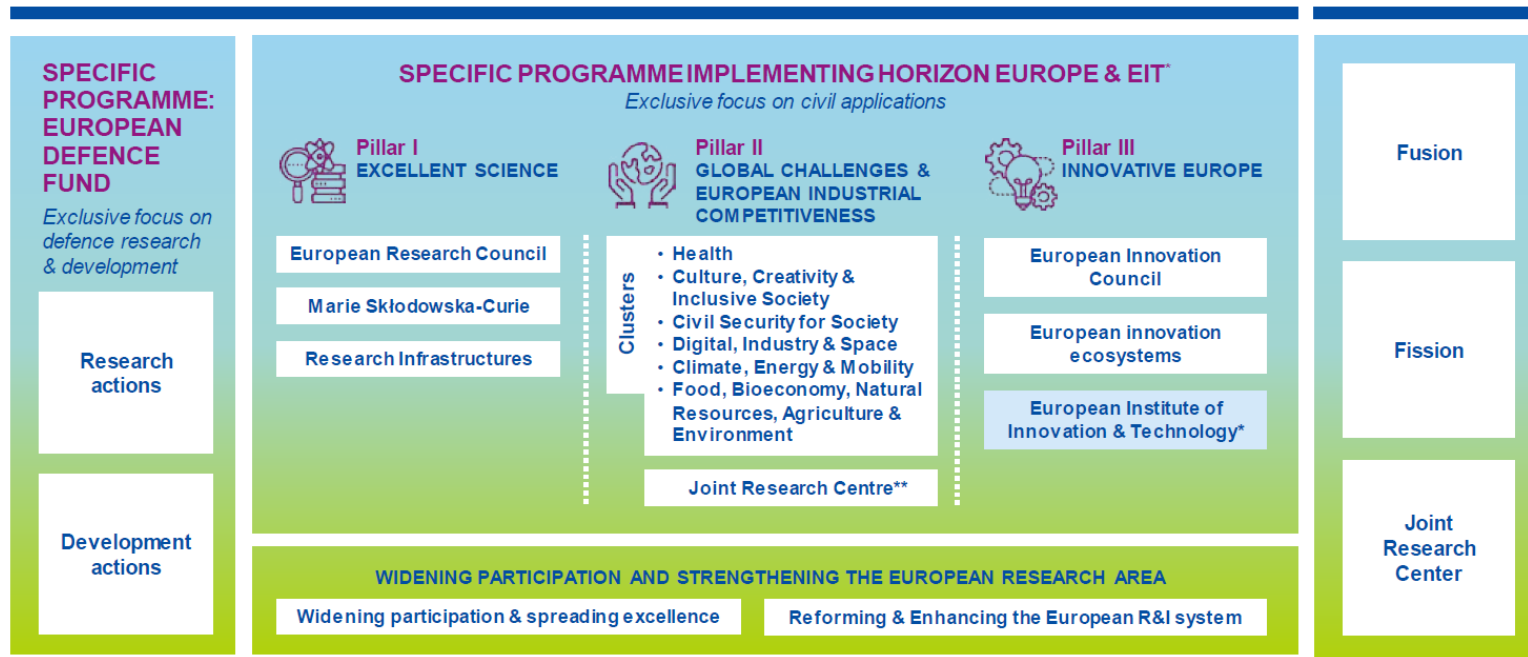 SPECIFIC
PROGRAMME:
EUROPEAN
DEFENCE
FUND
Exclusive focus on
defence research
& development
Research
actions
Development
actions
SPECIFIC PROGRAMME IMPLEMENTING HORIZON EUROPE & EIT*
Exclusive focus on civil applications
Pillar I
EXCELLENT SCIENCE
European Research Council
Marie Skłodowska-Curie
Research Infrastructures
Pillar II
GLOBAL CHALLENGES &
EUROPEAN INDUSTRIAL
COMPETITIVENESS
Clusters
• Health
• Culture, Creativity &
Inclusive Society
• Civil Security for Society
• Digital, Industry & Space
• Climate, Energy & Mobility
• Food, Bioeconomy, Natural
Resources, Agriculture &
Environment
Joint Research Centre**
Pillar III
INNOVATIVE EUROPE
European Innovation
Council
European innovation
ecosystems
European Institute of
Innovation & Technology*
WIDENING PARTICIPATION AND STRENGTHENING THE EUROPEAN RESEARCH AREA
Widening participation & spreading excellence
Reforming & Enhancing the European R&I system
Fusion
Fission
Joint
Research
Center